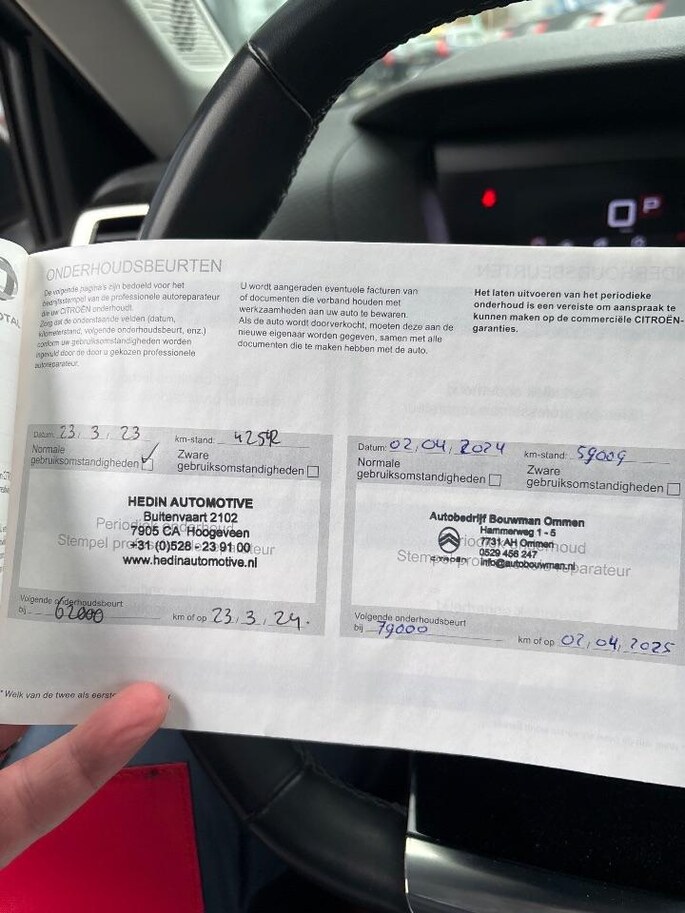 P
OTAL
ONDERHOUDSBEURTEN
De volgende pagina's zijn bedoeld voor het
bedrijfsstempel van de professionele autoreparateur
die uw CITROËN onderhoudt.
Zorg dat de onderstaande velden (datum,
kilometerstand, volgende onderhoudsbeurt, enz.)
conform uw gebruiksomstandigheden worden
ingevuld door de door u gekozen professionele
autoreparateur.
U wordt aangeraden eventuele facturen van
of documenten die verband houden met
werkzaamheden aan uw auto te bewaren.
Als de auto wordt doorverkocht, moeten deze aan de
nieuwe eigenaar worden gegeven, samen met alle
documenten die te maken hebben met de auto.
Het laten uitvoeren van het periodieke
onderhoud is een vereiste om aanspraak te
kunnen maken op de commerciële CITROËN-
garanties.
Datum: 23, 3, 23 km-stand: 42542
Normale
gebruiksomstandigheden
Zware
gebruiksomstandigheden
HEDIN AUTOMOTIVE
Buitenvaart 2102
7905 CA Hoogeveen
+31 (0)528 - 23 91 00
www.hedinautomotive.nl
Volgende onderhoudsbeurt
bij 62000 km of op 23, 3, 24.
Datum: 02, 04, 2024 km-stand: 59009
Normale
gebruiksomstandigheden
Zware
gebruiksomstandigheden
Autobedrijf Bouwman Ommen
Hammerweg 1 - 5
7731 AH Ommen
0529 456 247
CITROËN info@autobouwman.nl
Volgende onderhoudsbeurt
bij 79000 km of op 02, 04, 2025
* Welk van de twee als eerste